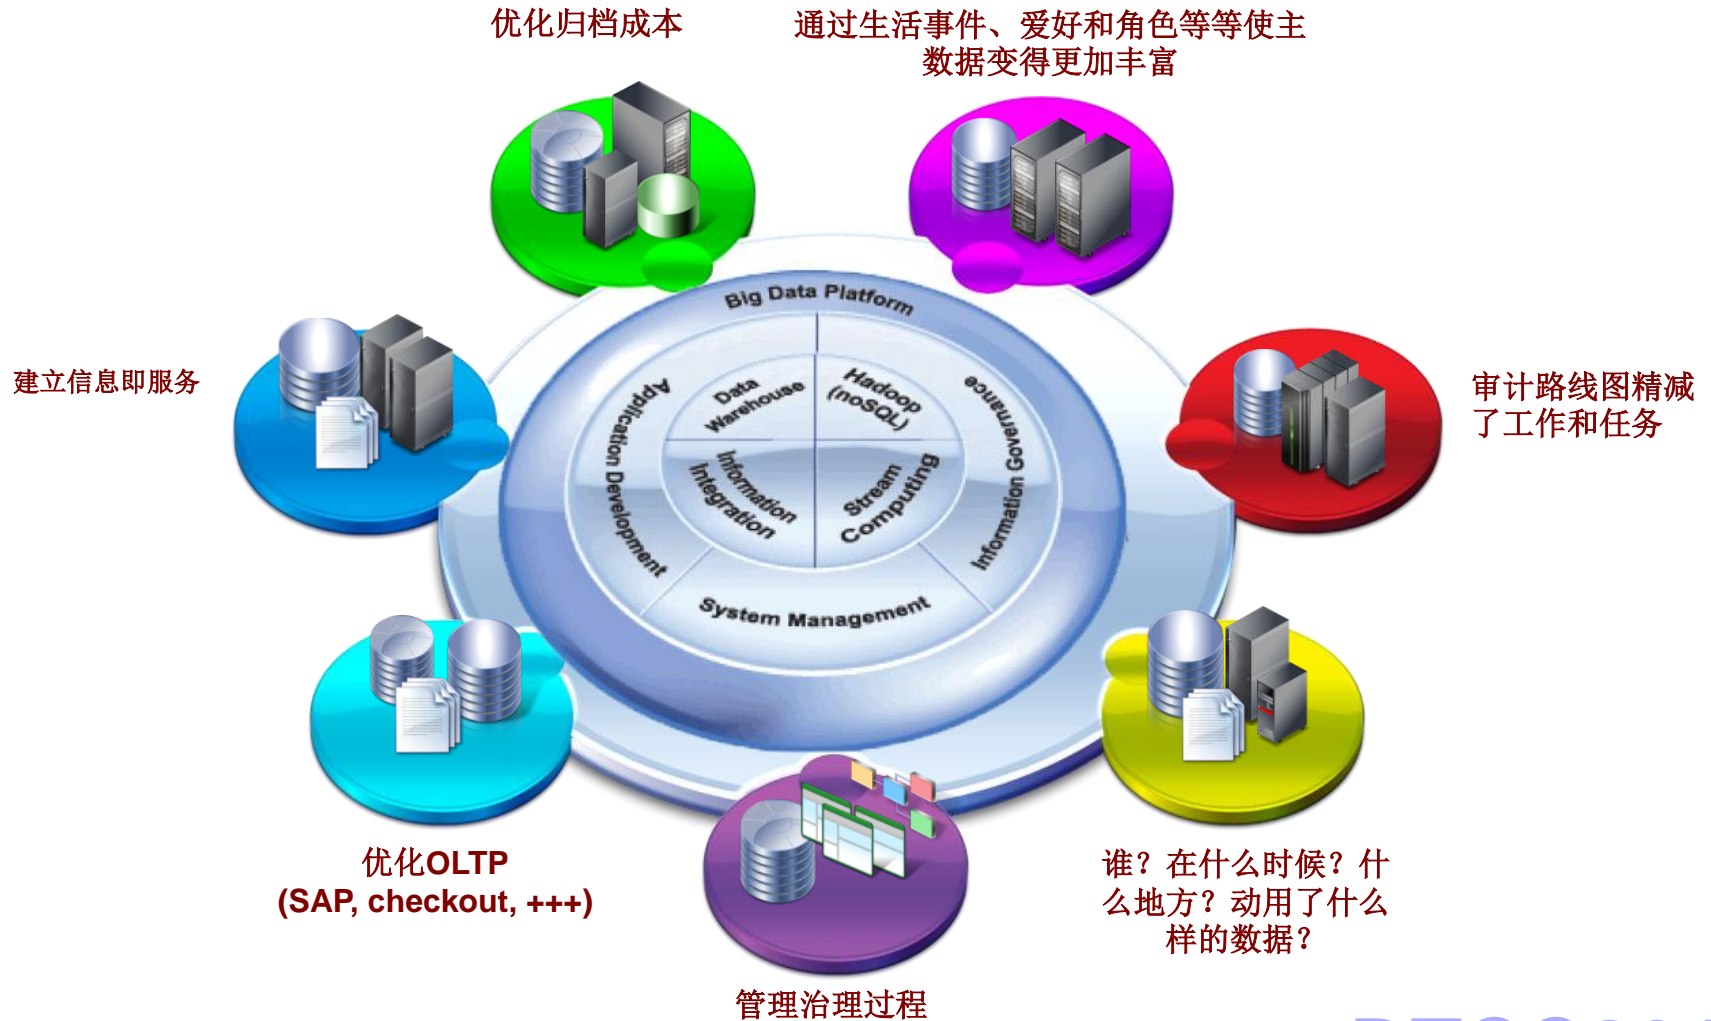 优化归档成本
通过生活事件、爱好和角色等等使主
数据变得更加丰富
Big Data Platform
建立信息即服务
审计路线图精减
了工作和任务
Application Development
Data
Warehouse
Hadoop
(noSQL)
Information Governance
Information
Integration
Stream
Computing
System Management
优化OLTP
(SAP, checkout, +++)
谁？在什么时候？什
么地方？动用了什么
样的数据？
管理治理过程